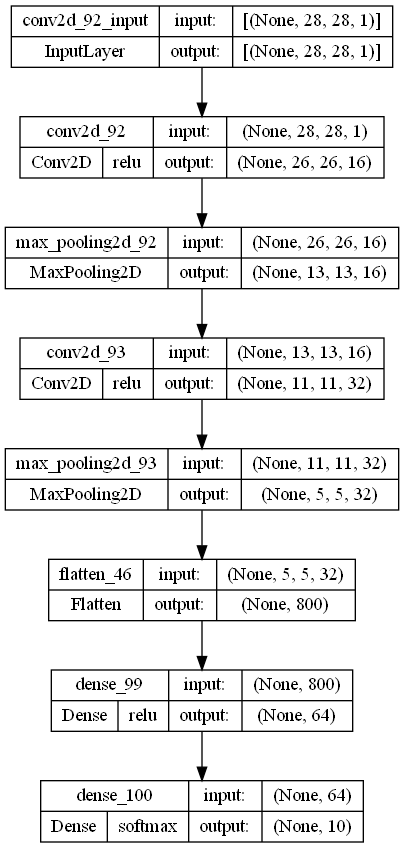 conv2d_92_input input: [(None, 28, 28, 1)]
InputLayer output: [(None, 28, 28, 1)]
conv2d_92 input: (None, 28, 28, 1)
Conv2D relu output: (None, 26, 26, 16)
max_pooling2d_92 input: (None, 26, 26, 16)
MaxPooling2D output: (None, 13, 13, 16)
conv2d_93 input: (None, 13, 13, 16)
Conv2D relu output: (None, 11, 11, 32)
max_pooling2d_93 input: (None, 11, 11, 32)
MaxPooling2D output: (None, 5, 5, 32)
flatten_46 input: (None, 5, 5, 32)
Flatten output: (None, 800)
dense_99 input: (None, 800)
Dense relu output: (None, 64)
dense_100 input: (None, 64)
Dense softmax output: (None, 10)